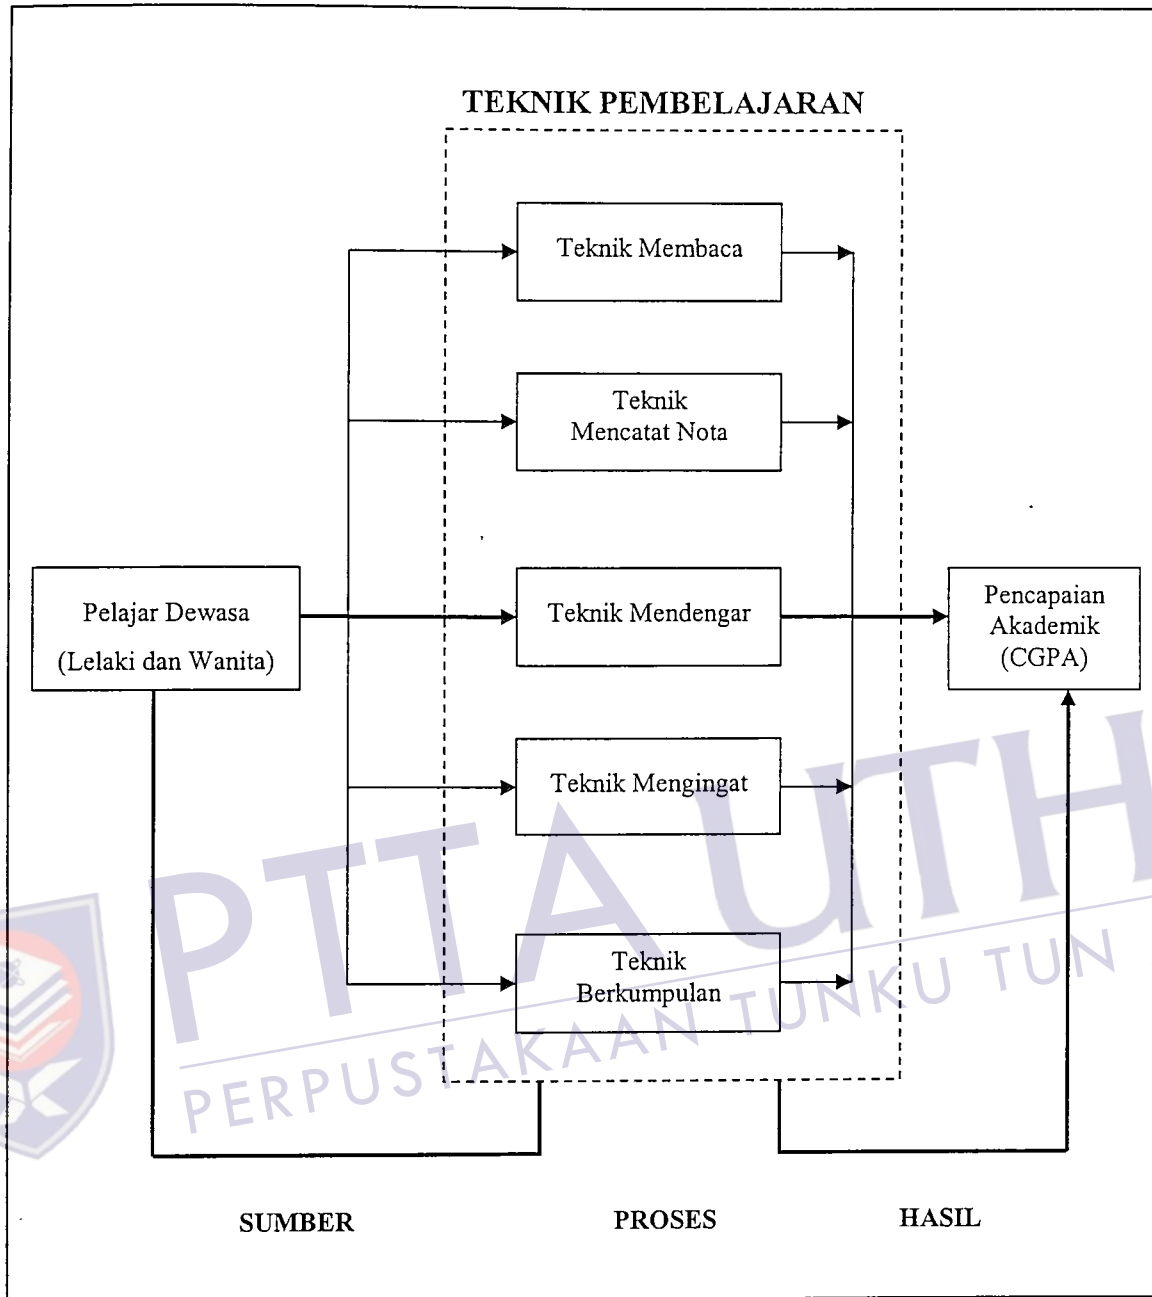 TEKNIK PEMBELAJARAN
Teknik Membaca
Teknik
Mencatat Nota
Pelajar Dewasa
(Lelaki dan Wanita)
Teknik Mendengar
Pencapaian
Akademik
(CGPA)
Teknik Mengingat
Teknik
Berkumpulan
PTTA UTH
PERPUSTAKAAN TUNKU TUN
SUMBER
PROSES
HASIL